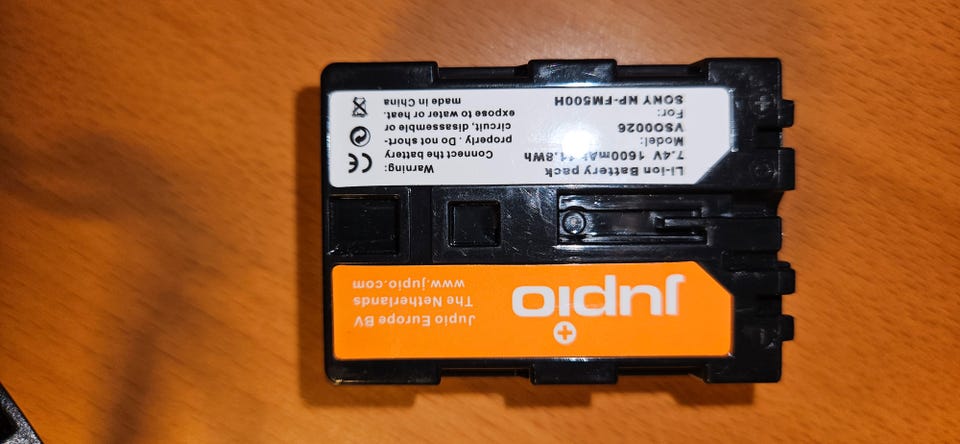 jupio
Jupio Europe BV
The Netherlands
www.jupio.com
Li-ion Battery pack
7.4V 1600mAh 11.8Wh
Model:
VSO0026
For:
SONY NP-FM500H
CE
Warning:
Connect the battery
properly. Do not short-
circuit, disassemble or
expose to water or heat.
made in China